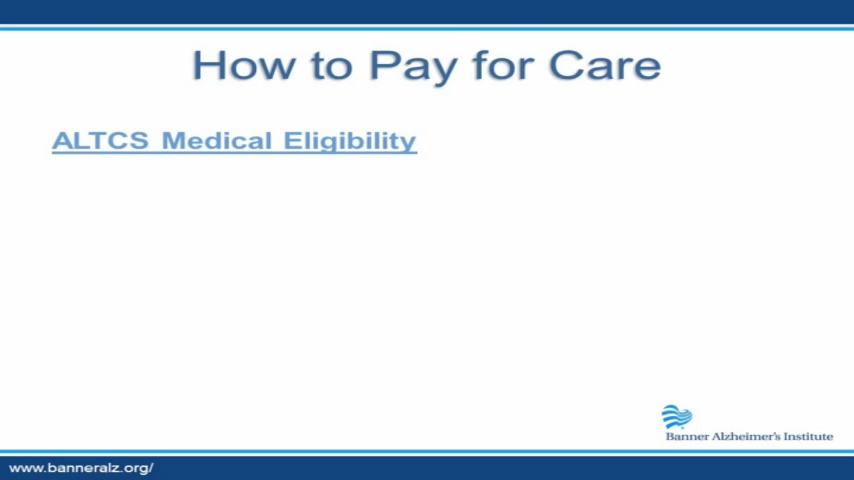 How to Pay for Care
ALTCS Medical Eligibility
Banner Alzheimer's Institute
www.banneralz.org/